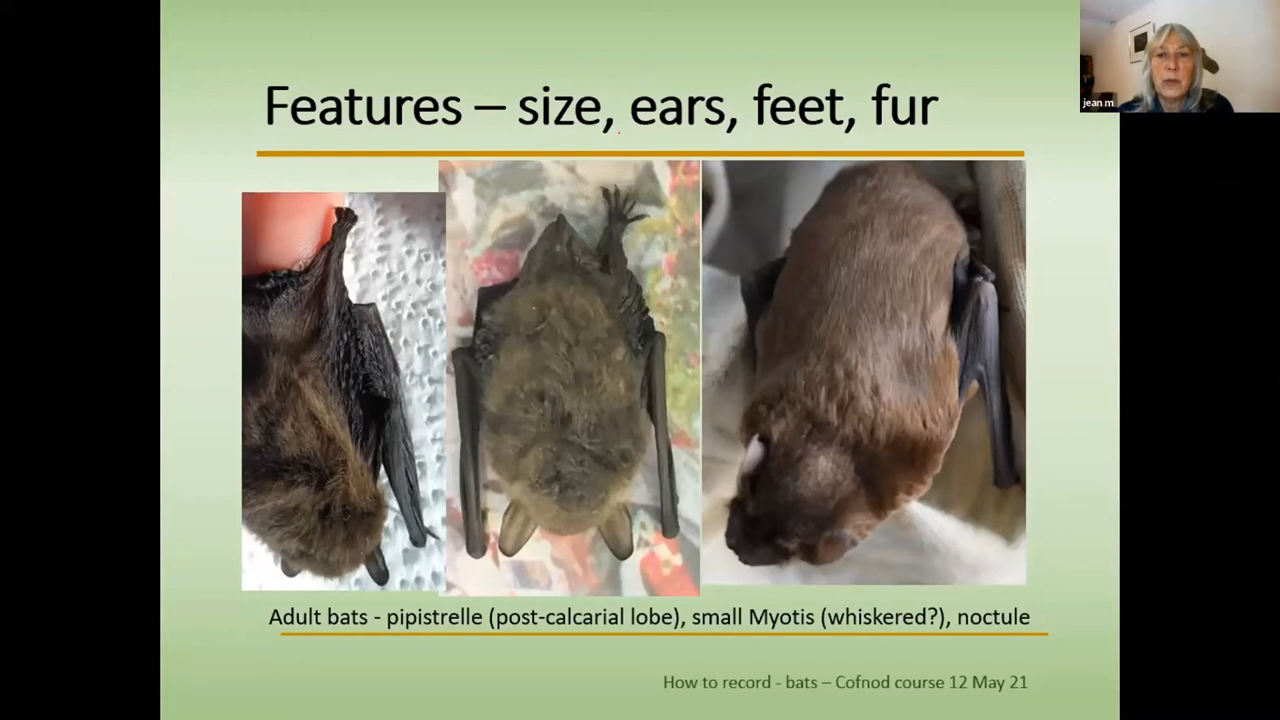 jean m
Features – size, ears, feet, fur
Adult bats - pipistrelle (post-calcarial lobe), small Myotis (whiskered?), noctule
How to record - bats – Cofnod course 12 May 21